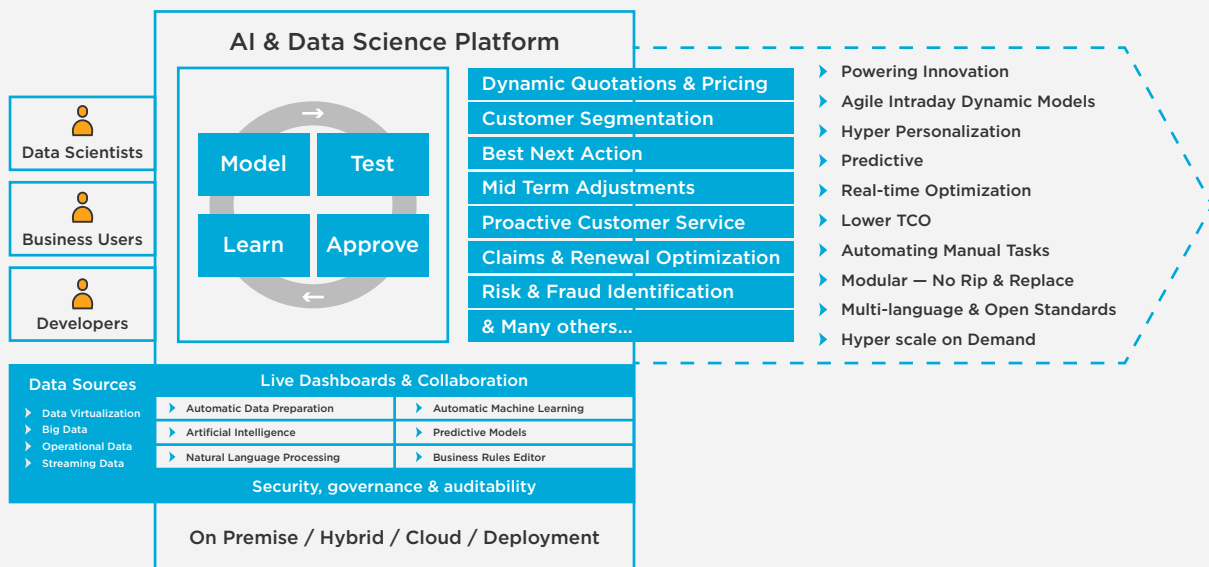 AI & Data Science Platform
Data Scientists
Business Users
Developers
Model
Test
Learn
Approve
Dynamic Quotations & Pricing
Customer Segmentation
Best Next Action
Mid Term Adjustments
Proactive Customer Service
Claims & Renewal Optimization
Risk & Fraud Identification
& Many others...
Powering Innovation
Agile Intraday Dynamic Models
Hyper Personalization
Predictive
Real-time Optimization
Lower TCO
Automating Manual Tasks
Modular — No Rip & Replace
Multi-language & Open Standards
Hyper scale on Demand
Data Sources
Data Virtualization
Big Data
Operational Data
Streaming Data
Live Dashboards & Collaboration
Automatic Data Preparation
Automatic Machine Learning
Artificial Intelligence
Predictive Models
Natural Language Processing
Business Rules Editor
Security, governance & auditability
On Premise / Hybrid / Cloud / Deployment